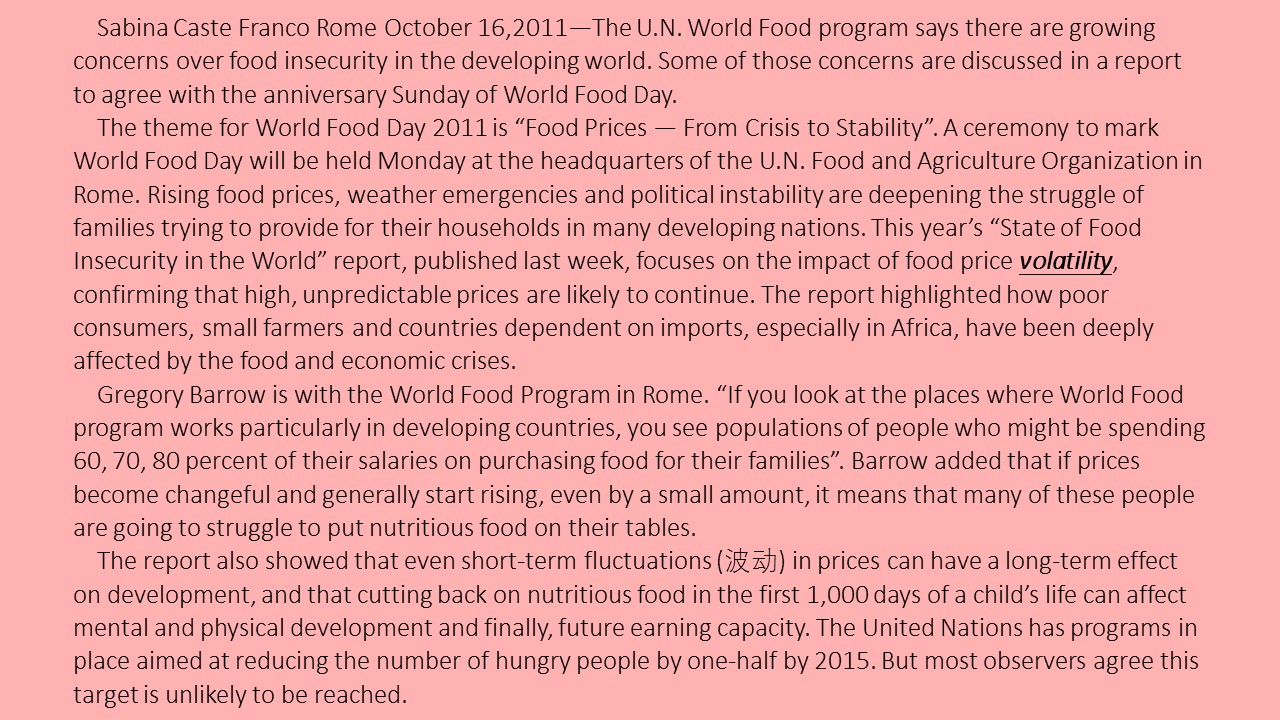 Sabina Caste Franco Rome October 16,2011—The U.N. World Food program says there are growing
concerns over food insecurity in the developing world. Some of those concerns are discussed in a report
to agree with the anniversary Sunday of World Food Day.
The theme for World Food Day 2011 is “Food Prices — From Crisis to Stability”. A ceremony to mark
World Food Day will be held Monday at the headquarters of the U.N. Food and Agriculture Organization in
Rome. Rising food prices, weather emergencies and political instability are deepening the struggle of
families trying to provide for their households in many developing nations. This year’s “State of Food
Insecurity in the World” report, published last week, focuses on the impact of food price volatility,
confirming that high, unpredictable prices are likely to continue. The report highlighted how poor
consumers, small farmers and countries dependent on imports, especially in Africa, have been deeply
affected by the food and economic crises.
Gregory Barrow is with the World Food Program in Rome. “If you look at the places where World Food
program works particularly in developing countries, you see populations of people who might be spending
60, 70, 80 percent of their salaries on purchasing food for their families”. Barrow added that if prices
become changeful and generally start rising, even by a small amount, it means that many of these people
are going to struggle to put nutritious food on their tables.
The report also showed that even short-term fluctuations (波动) in prices can have a long-term effect
on development, and that cutting back on nutritious food in the first 1,000 days of a child’s life can affect
mental and physical development and finally, future earning capacity. The United Nations has programs in
place aimed at reducing the number of hungry people by one-half by 2015. But most observers agree this
target is unlikely to be reached.